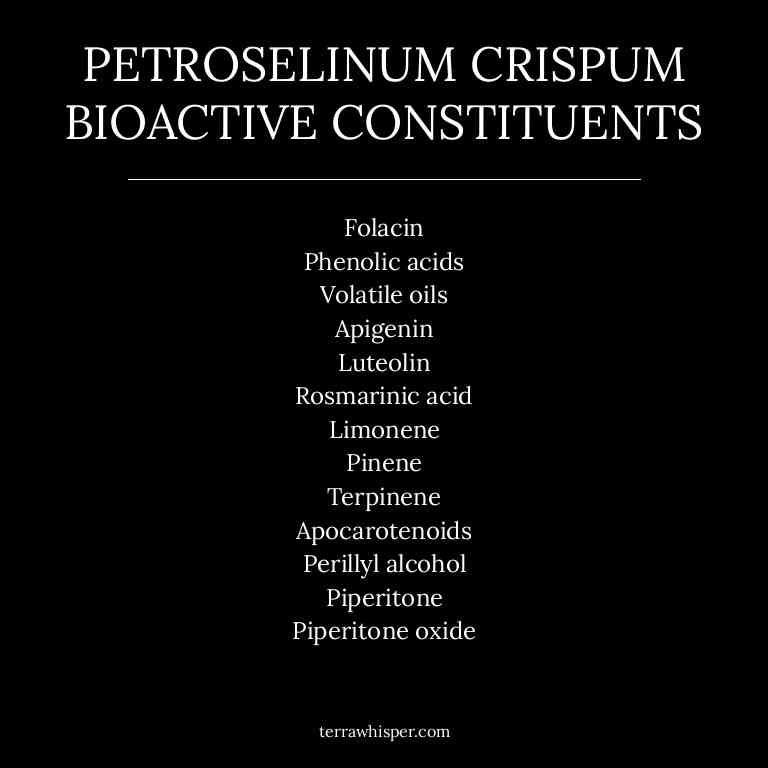 PETROSELINUM CRISPUM
BIOACTIVE CONSTITUENTS
Folacin
Phenolic acids
Volatile oils
Apigenin
Luteolin
Rosmarinic acid
Limonene
Pinene
Terpinene
Apocarotenoids
Perillyl alcohol
Piperitone
Piperitone oxide
terrawhisper.com